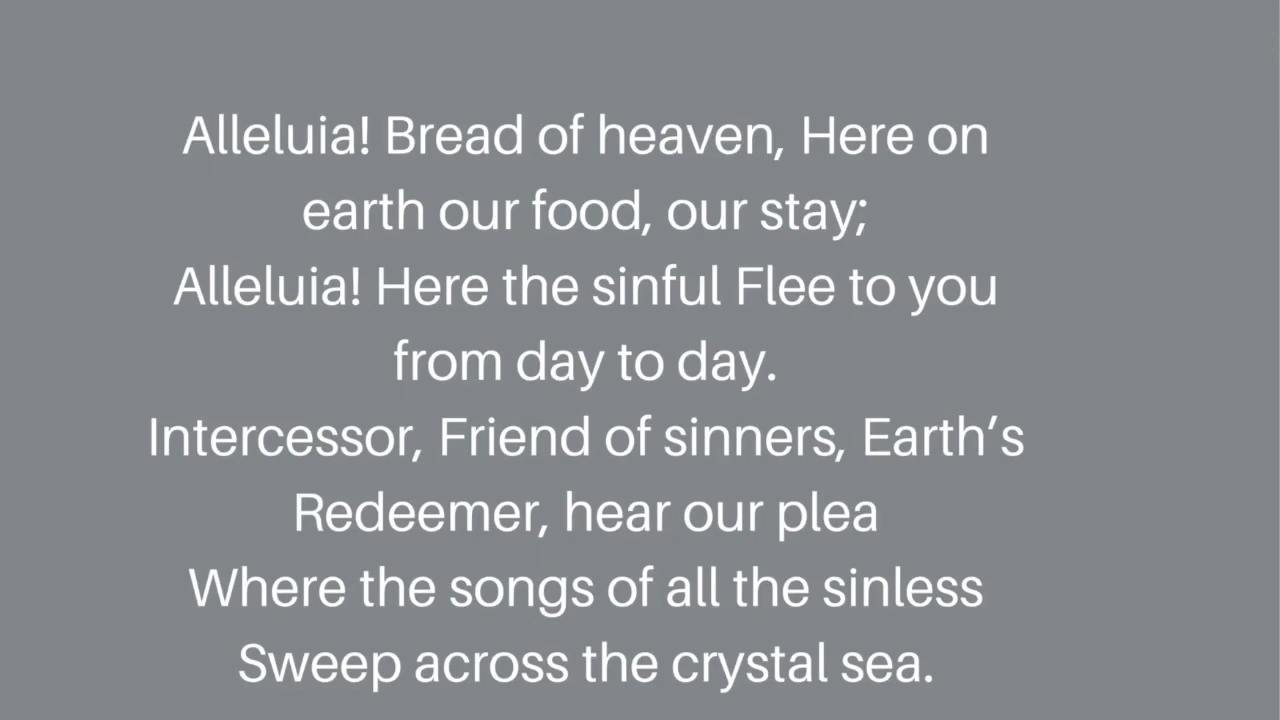 Alleluia! Bread of heaven, Here on
earth our food, our stay;
Alleluia! Here the sinful Flee to you
from day to day.
Intercessor, Friend of sinners, Earth’s
Redeemer, hear our plea
Where the songs of all the sinless
Sweep across the crystal sea.